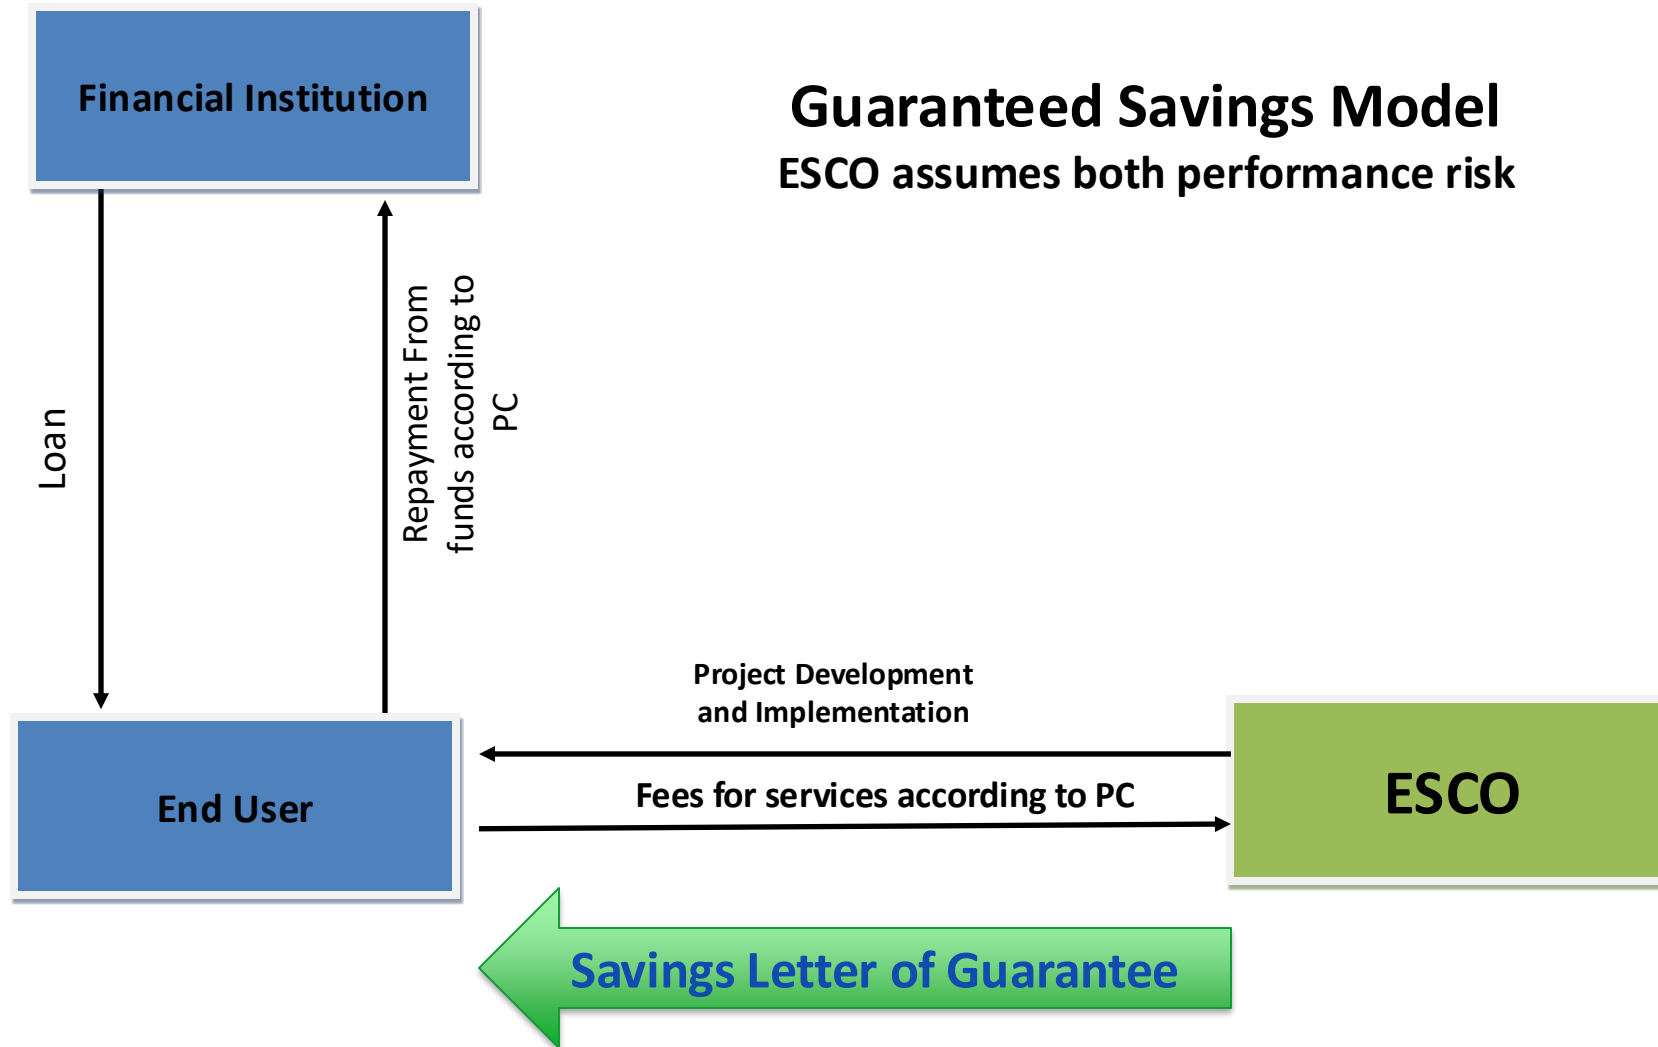 Financial Institution
Guaranteed Savings Model
ESCO assumes both performance risk
Loan
Repayment From
funds according to
PC
Project Development
and Implementation
Fees for services according to PC
End User
ESCO
Savings Letter of Guarantee